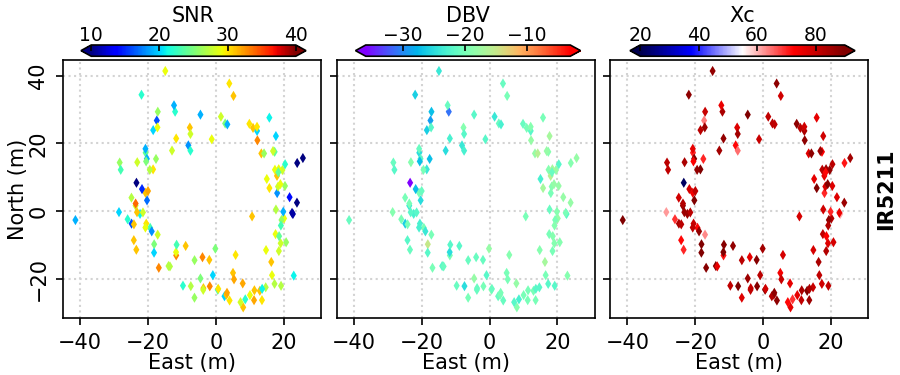 SNR DBV Xc
10 20 30 40 −30 −20 −10 20 40 60 80
40
20
0
−20
North (m)
IR5211
−40 −20 0 20 −40 −20 0 20 −40 −20 0 20
East (m) East (m) East (m)